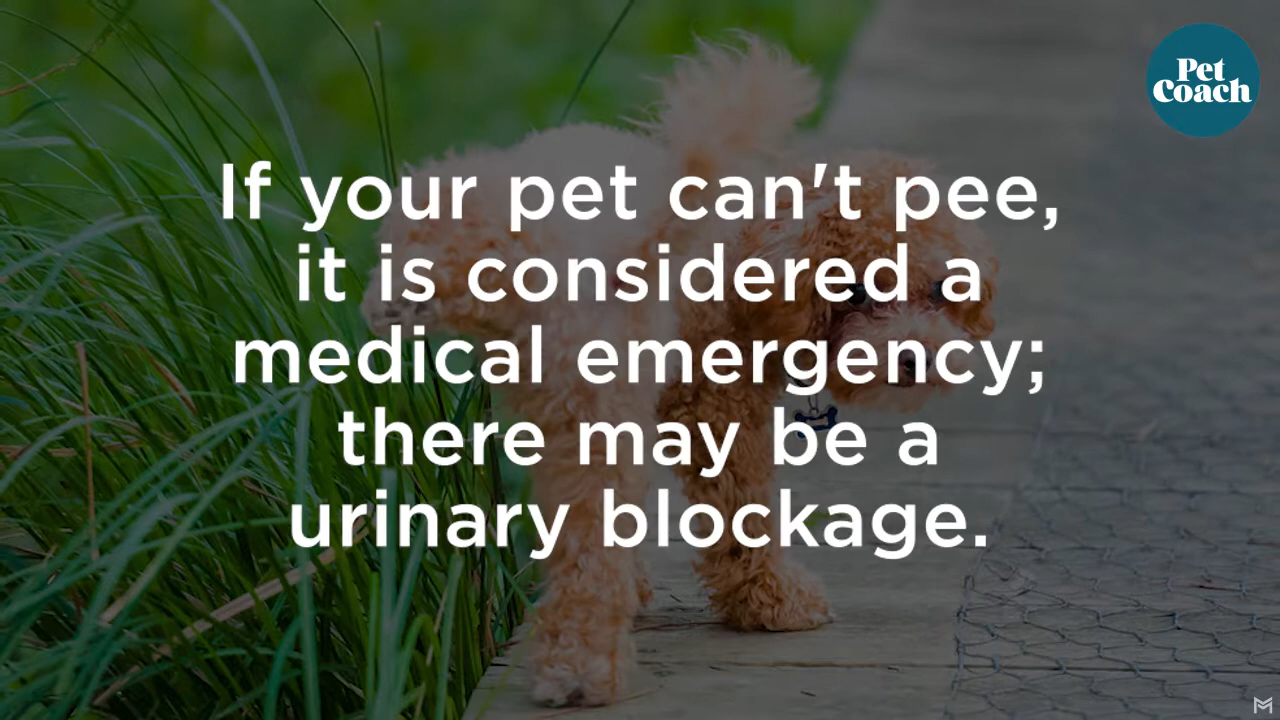 Pet
Coach
If your pet can't pee,
it is considered a
medical emergency;
there may be a
urinary blockage.